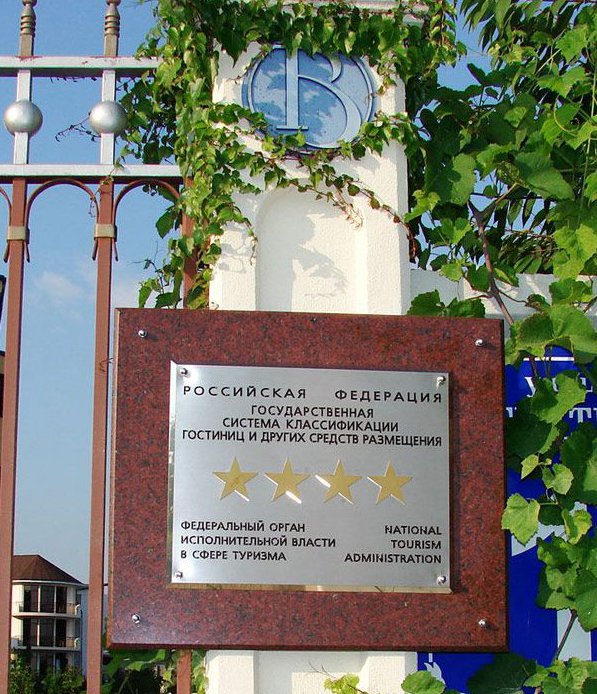 В
РОССИЙСКАЯ ФЕДЕРАЦИЯ
ГОСУДАРСТВЕННАЯ
СИСТЕМА КЛАССИФИКАЦИИ
ГОСТИНИЦ И ДРУГИХ СРЕДСТВ РАЗМЕЩЕНИЯ
ФЕДЕРАЛЬНЫЙ ОРГАН
ИСПОЛНИТЕЛЬНОЙ ВЛАСТИ
В СФЕРЕ ТУРИЗМА
NATIONAL
TOURISM
ADMINISTRATION